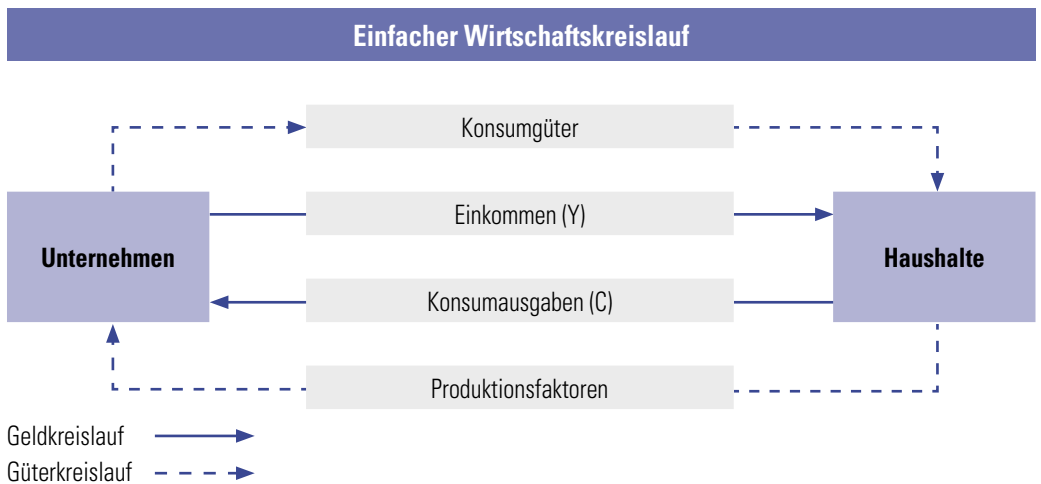 Einfacher Wirtschaftskreislauf
Konsumgüter
Einkommen (Y)
Unternehmen
Haushalte
Konsumausgaben (C)
Produktionsfaktoren
Geldkreislauf
Güterkreislauf